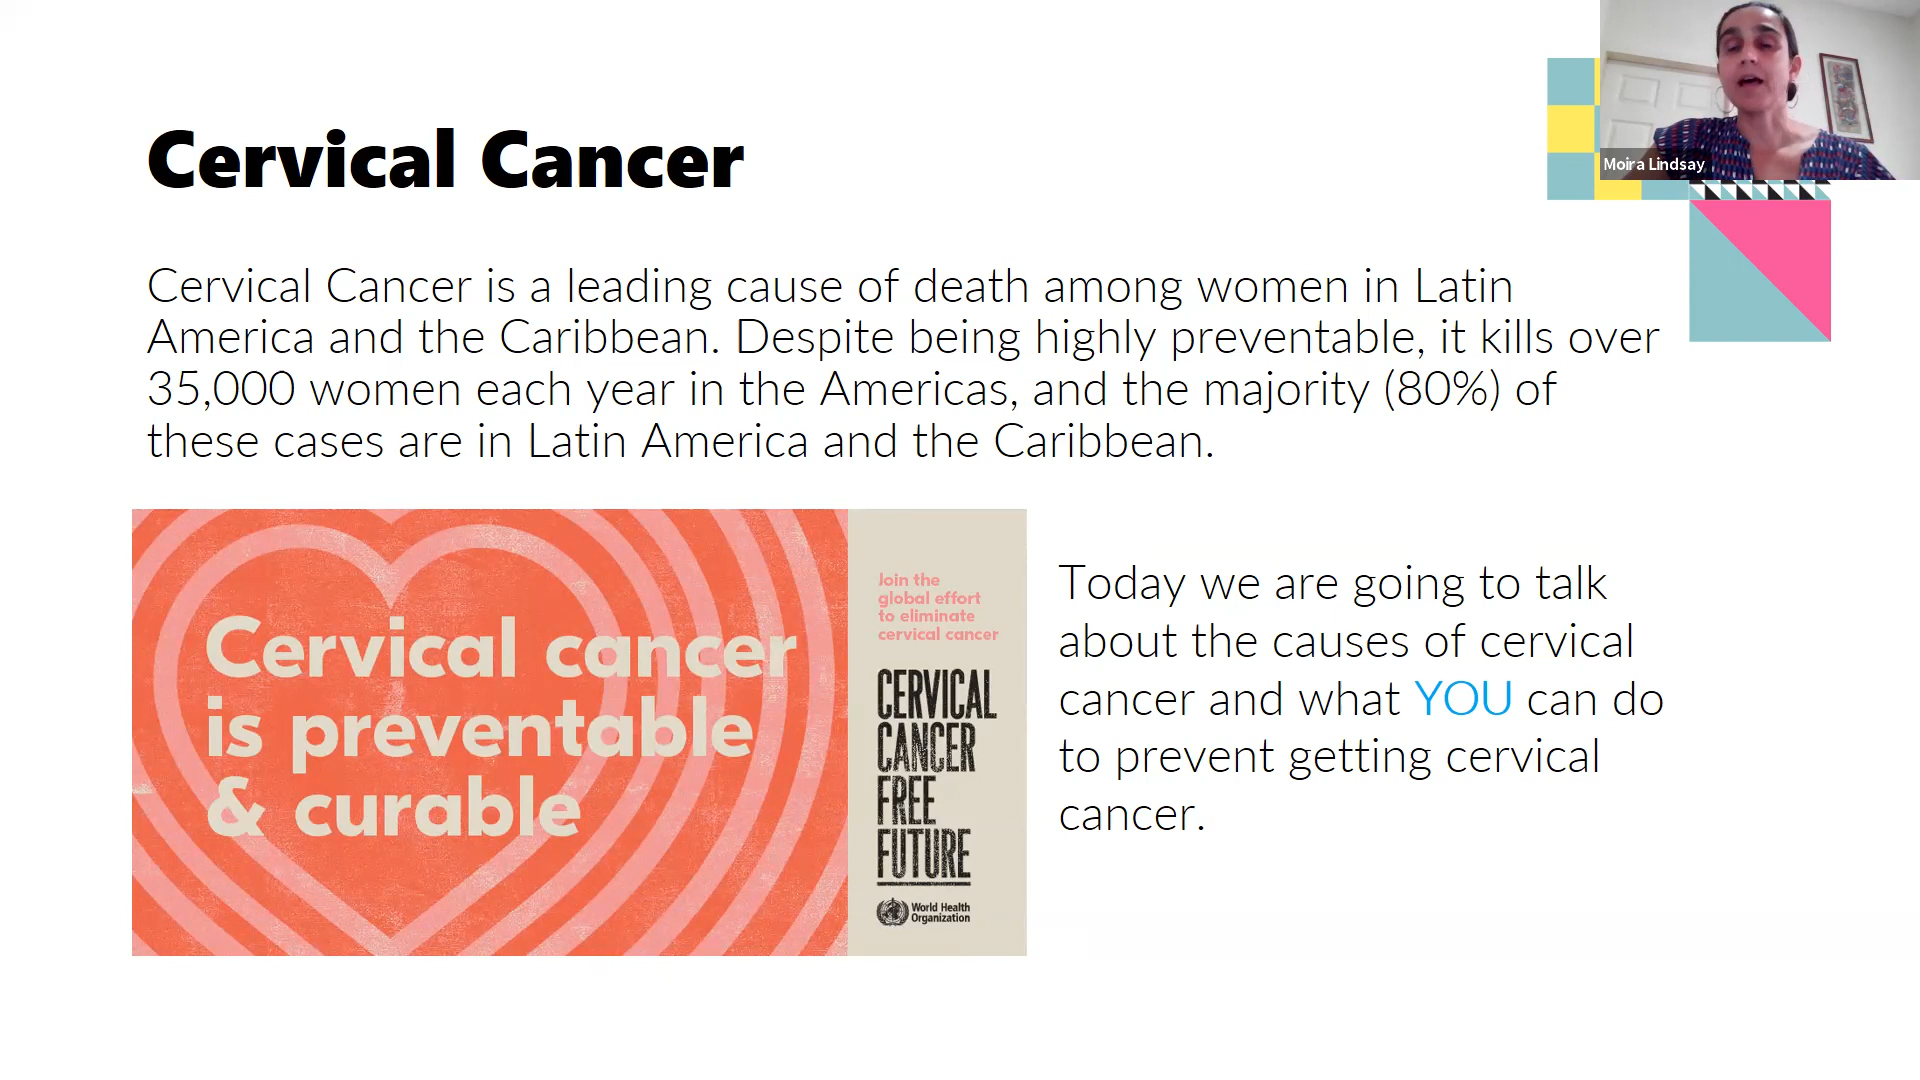 Moira Lindsay
Cervical Cancer
Cervical Cancer is a leading cause of death among women in Latin
America and the Caribbean. Despite being highly preventable, it kills over
35,000 women each year in the Americas, and the majority (80%) of
these cases are in Latin America and the Caribbean.
Cervical cancer
is preventable
& curable
Join the
global effort
to eliminate
cervical cancer
CERVICAL
CANCER
FREE
FUTURE
World Health
Organization
Today we are going to talk
about the causes of cervical
cancer and what YOU can do
to prevent getting cervical
cancer.